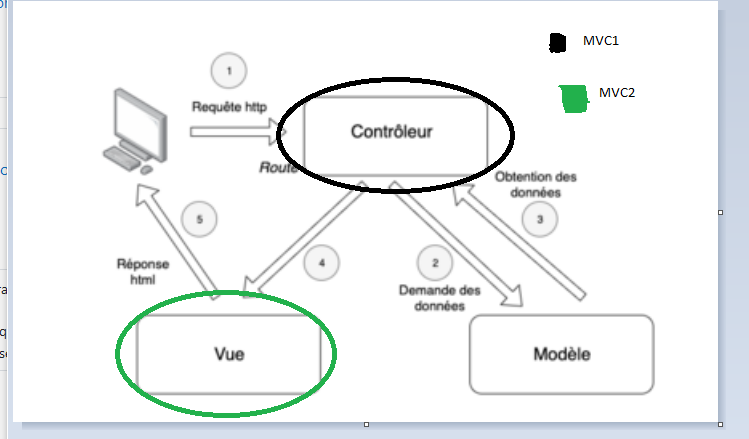 MVC1
MVC2
1
Requête http
Contrôleur
Route
Obtention des
données
5
4
2
3
Réponse
html
Demande des
données
Vue
Modèle